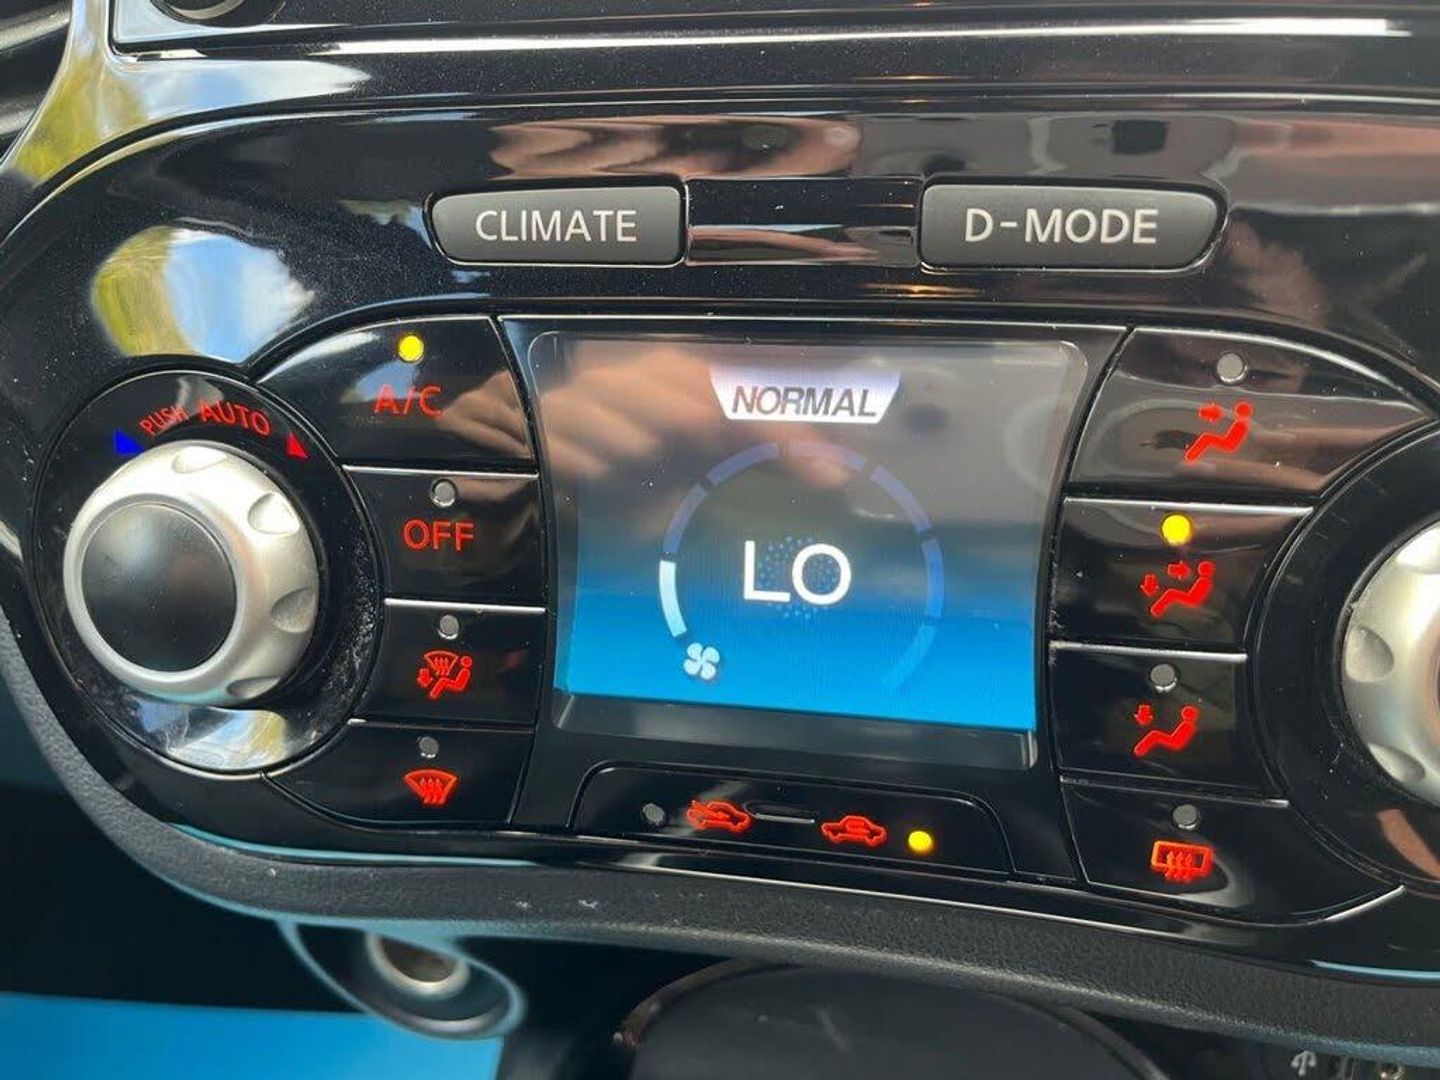 CLIMATE
D-MODE
PUSH AUTO
A/C
NORMAL
OFF
LO